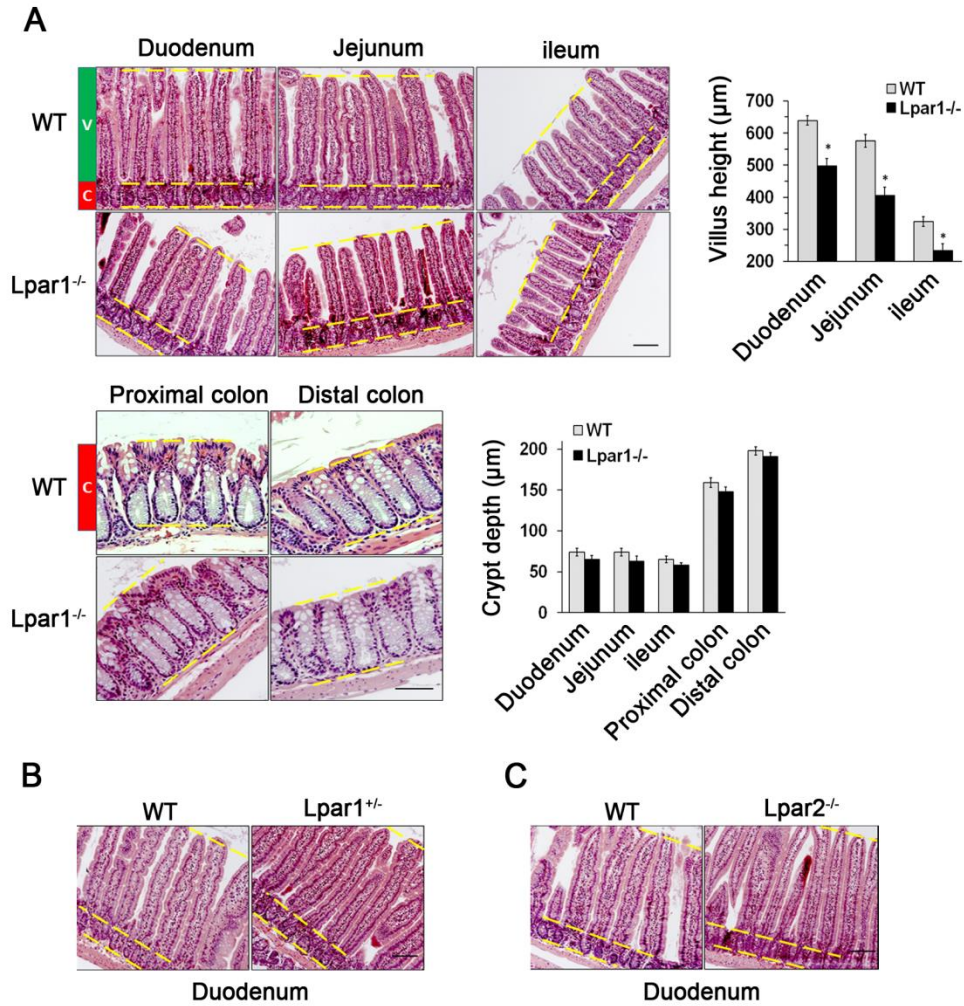 A
Duodenum Jejunum ileum
WT
V
C
Lpar1-/-
WT
Lpar1-/-
Villus height (µm)
700
600
500
400
300
200
* * *
Duodenum Jejunum ileum
Proximal colon Distal colon
WT
C
Lpar1-/-
WT
Lpar1-/-
Crypt depth (µm)
200
150
100
50
0
Duodenum Jejunum ileum Proximal colon Distal colon
B
WT Lpar1+/-
Duodenum
C
WT Lpar2-/-
Duodenum